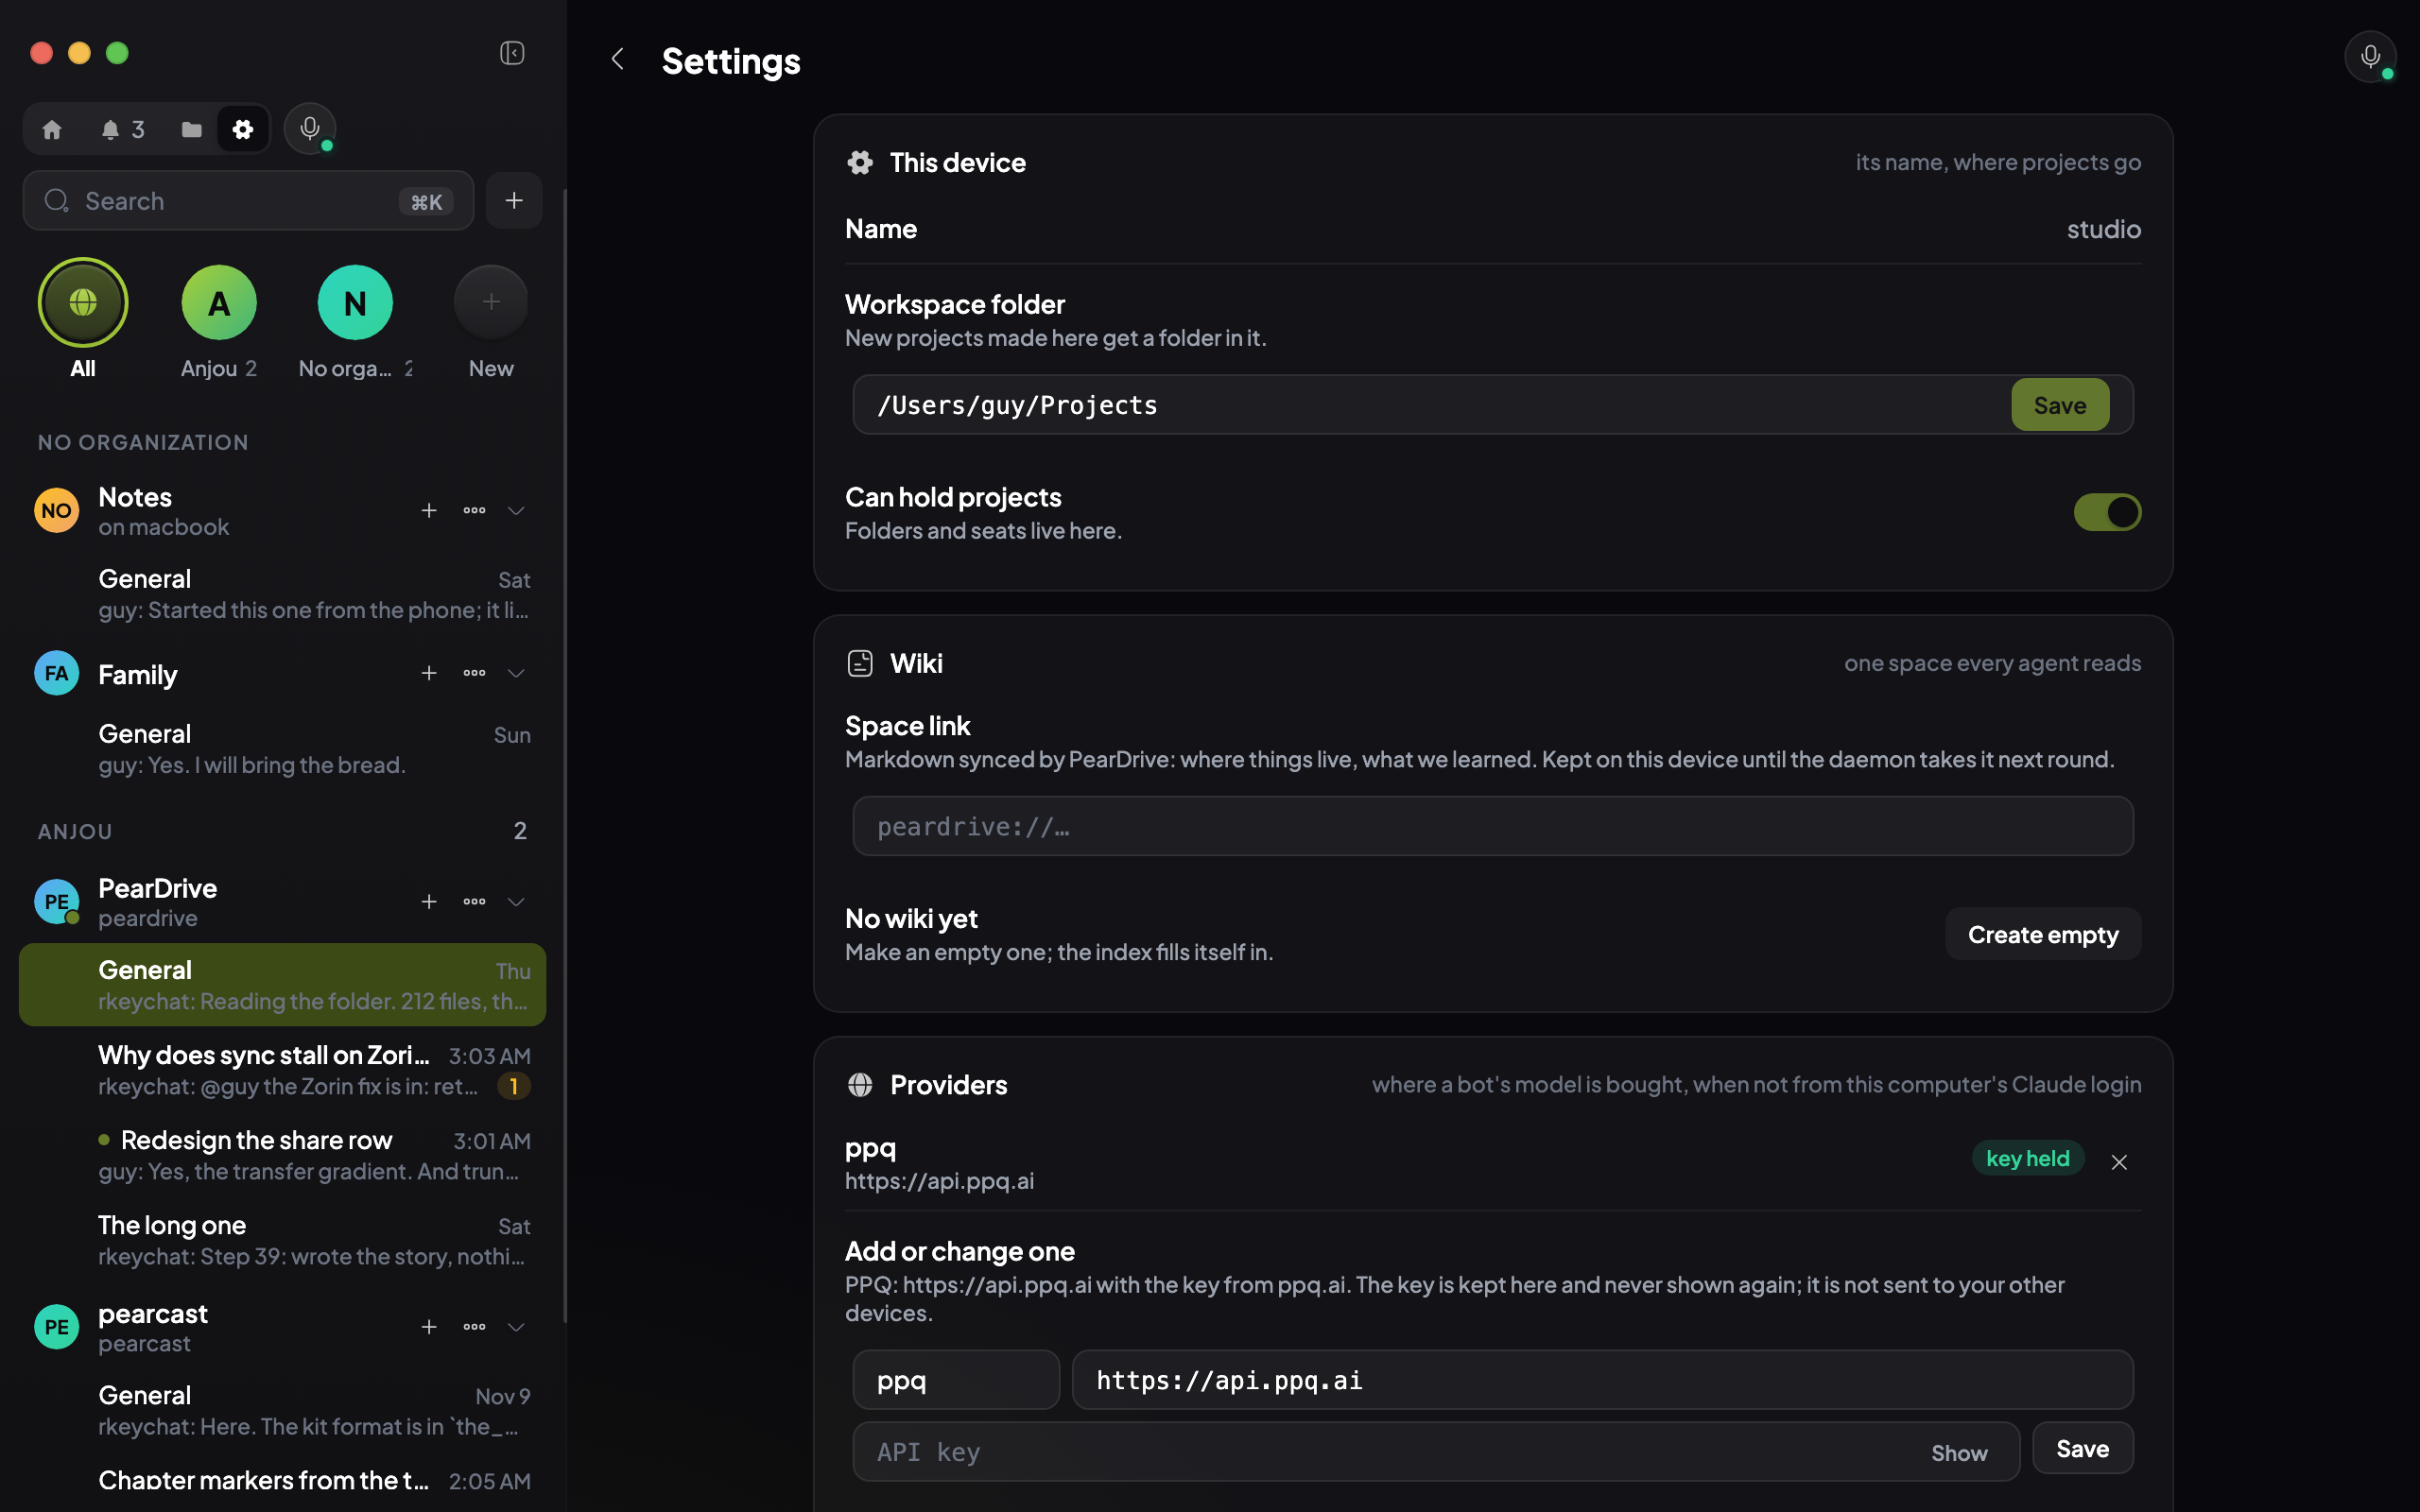 3
Search
⌘K
All
Anjou 2
No orga...
New
NO ORGANIZATION
NO
Notes
on macbook
General
Sat
guy: Started this one from the phone; it li...
FA
Family
General
Sun
guy: Yes. I will bring the bread.
ANJOU
2
PE
PearDrive
peardrive
General
Thu
rkeychat: Reading the folder. 212 files, th...
Why does sync stall on Zori...
3:03 AM
rkeychat: @guy the Zorin fix is in: ret...
1
Redesign the share row
3:01 AM
guy: Yes, the transfer gradient. And trun...
The long one
Sat
rkeychat: Step 39: wrote the story, nothi...
PE
pearcast
pearcast
General
Nov 9
rkeychat: Here. The kit format is in `the_...
Chapter markers from the t...
2:05 AM
A
N
Settings
This device
its name, where projects go
Name
studio
Workspace folder
New projects made here get a folder in it.
/Users/guy/Projects
Save
Can hold projects
Folders and seats live here.
Wiki
one space every agent reads
Space link
Markdown synced by PearDrive: where things live, what we learned. Kept on this device until the daemon takes it next round.
peardrive://…
No wiki yet
Make an empty one; the index fills itself in.
Create empty
Providers
where a bot's model is bought, when not from this computer's Claude login
ppq
https://api.ppq.ai
key held
Add or change one
PPQ: https://api.ppq.ai with the key from ppq.ai. The key is kept here and never shown again; it is not sent to your other
devices.
ppq
https://api.ppq.ai
API key
Show
Save